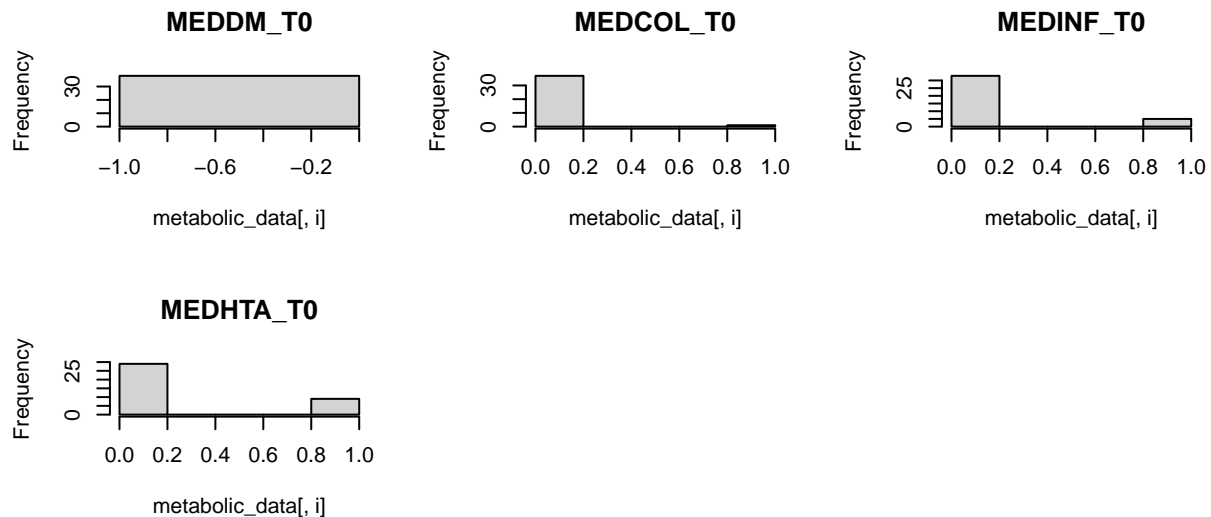 MEDDM_T0
Frequency
0 30
−1.0 −0.6 −0.2
metabolic_data[, i]
MEDCOL_T0
Frequency
0 30
0.0 0.2 0.4 0.6 0.8 1.0
metabolic_data[, i]
MEDINF_T0
Frequency
0 25
0.0 0.2 0.4 0.6 0.8 1.0
metabolic_data[, i]
MEDHTA_T0
Frequency
0 25
0.0 0.2 0.4 0.6 0.8 1.0
metabolic_data[, i]